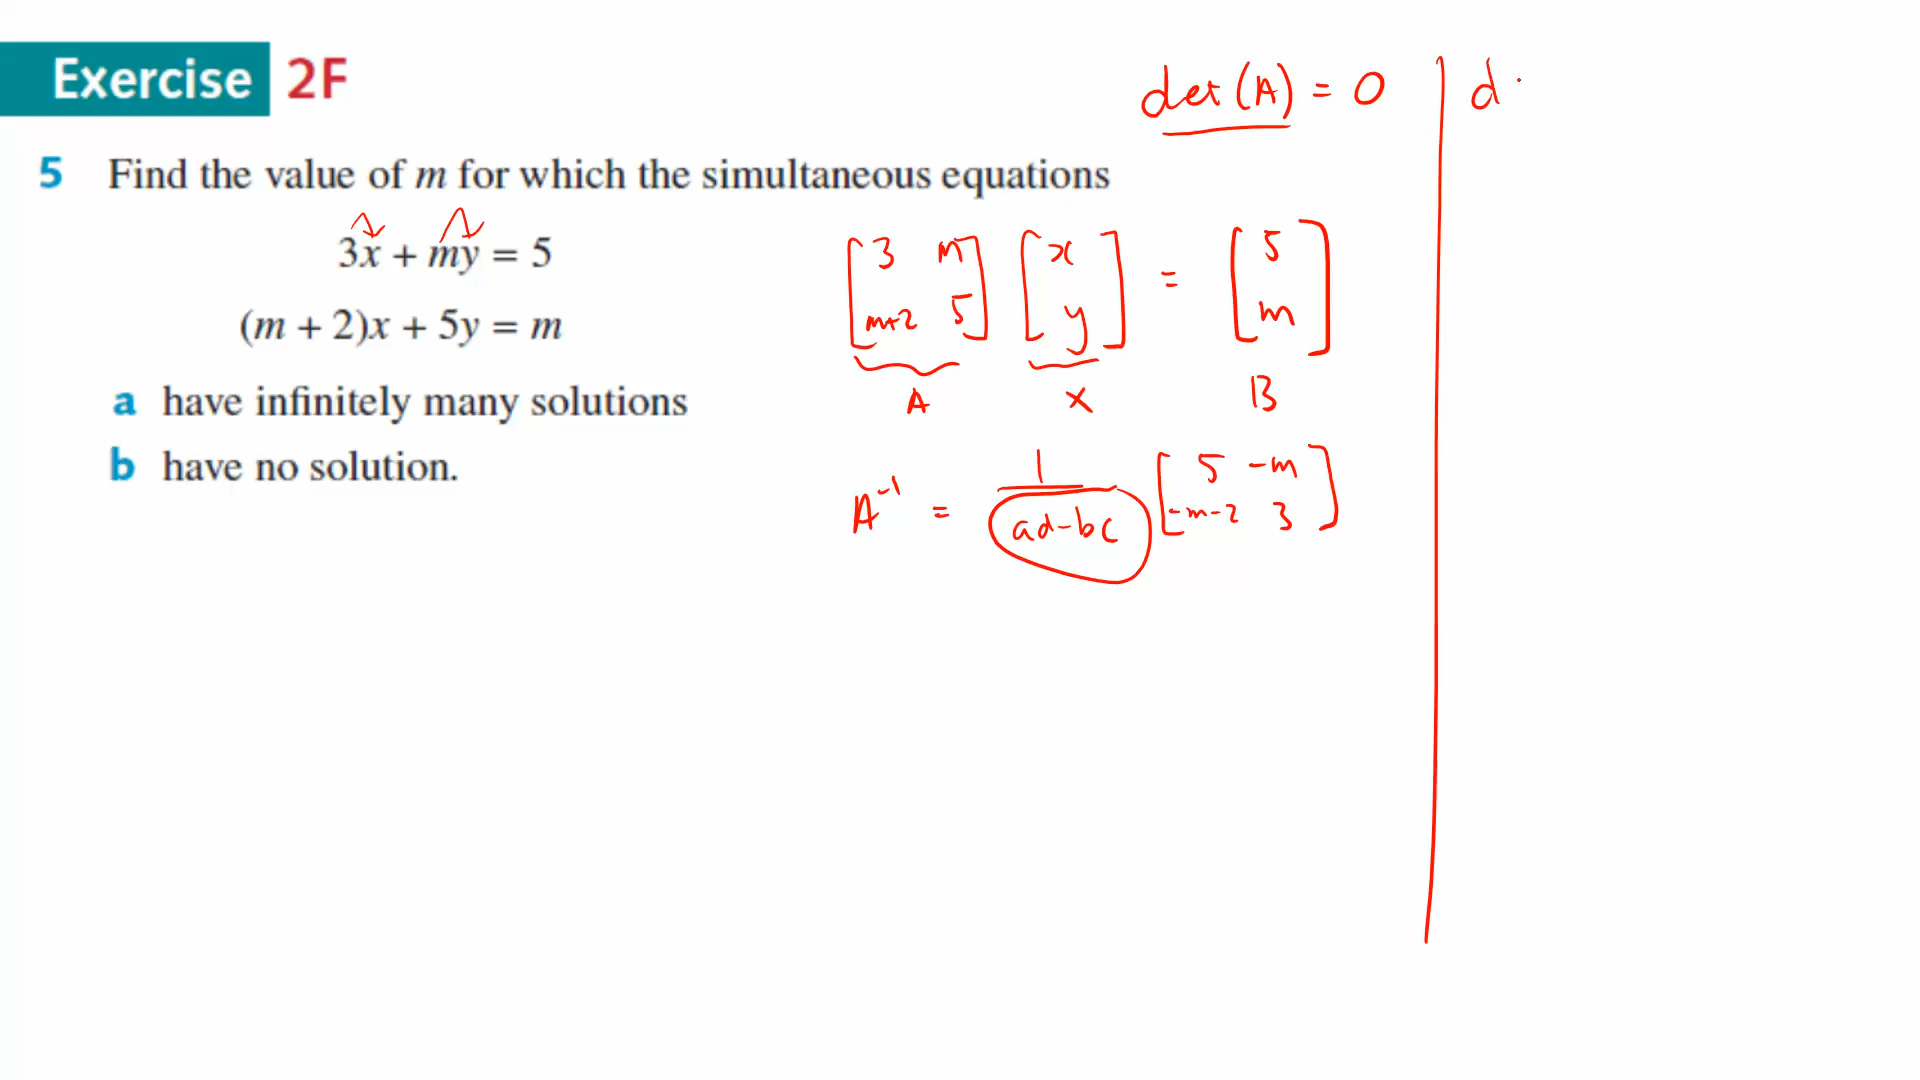 Exercise 2F
5 Find the value of m for which the simultaneous equations
3x + my = 5
(m + 2)x + 5y = m
a have infinitely many solutions
b have no solution.
det(A) = 0
[3 m
m+2 5] [x
y] = [5
m]
A X B
A⁻¹ = 1/(ad-bc) [5 -m
-m-2 3]
d